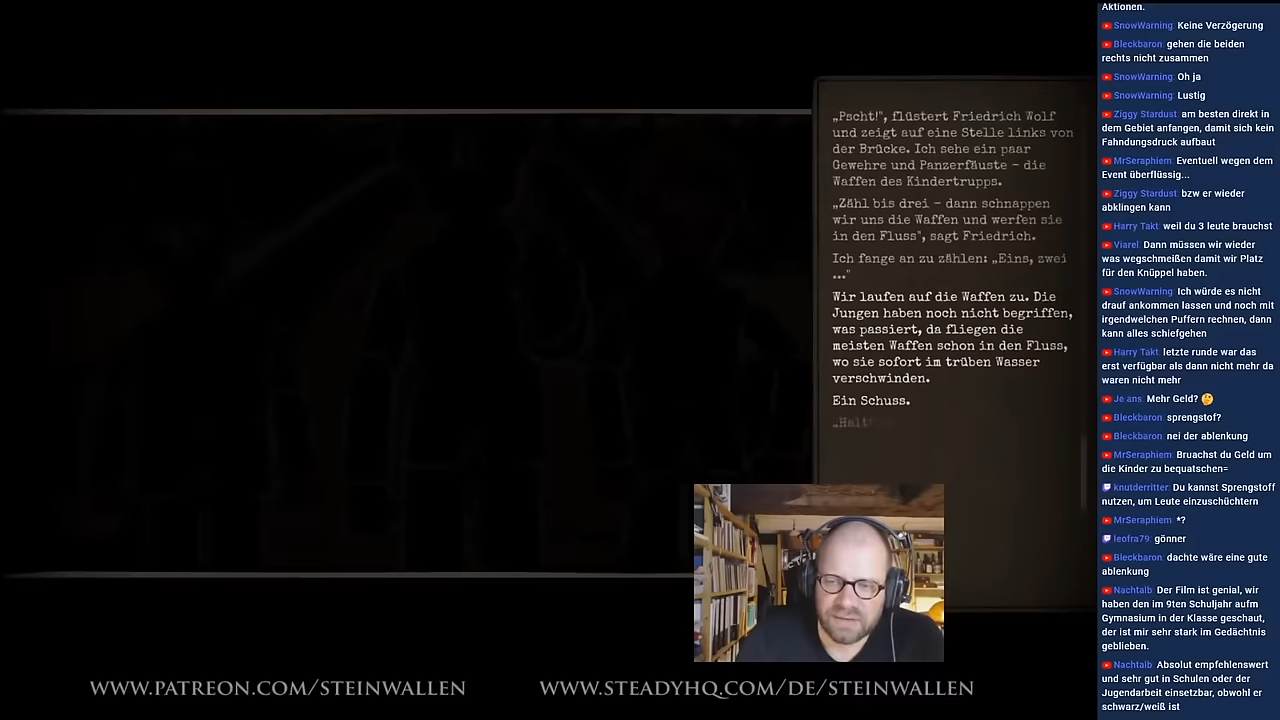 „Pscht!", flüstert Friedrich Wolf
und zeigt auf eine Stelle links von
der Brücke. Ich sehe ein paar
Gewehre und Panzerfäuste – die
Waffen des Kindertrupps.
„Zähl bis drei – dann schnappen
wir uns die Waffen und werfen sie
in den Fluss", sagt Friedrich.
Ich fange an zu zählen: „Eins, zwei
..."
Wir laufen auf die Waffen zu. Die
Jungen haben noch nicht begriffen,
was passiert, da fliegen die
meisten Waffen schon in den Fluss,
wo sie sofort im trüben Wasser
verschwinden.
Ein Schuss.
„Halt
WWW.PATREON.COM/STEINWALLEN
WWW.STEADYHQ.COM/DE/STEINWALLEN
Aktionen.
SnowWarning: Keine Verzögerung
Bleckbaron: gehen die beiden
rechts nicht zusammen
SnowWarning: Oh ja
SnowWarning: Lustig
Ziggy Stardust: am besten direkt in
dem Gebiet anfangen, damit sich kein
Fahndungsdruck aufbaut
MrSeraphiem: Eventuell wegen dem
Event überflüssig...
Ziggy Stardust: bzw er wieder
abklingen kann
Harry Takt: weil du 3 leute brauchst
Viarel: Dann müssen wir wieder
was wegschmeißen damit wir Platz
für den Knüppel haben.
SnowWarning: Ich würde es nicht
drauf ankommen lassen und noch mit
irgendwelchen Puffern rechnen, dann
kann alles schiefgehen
Harry Takt: letzte runde war das
erst verfügbar als dann nicht mehr da
waren nicht mehr
Je ans: Mehr Geld? 🤔
Bleckbaron: sprengstof?
Bleckbaron: nei der ablenkung
MrSeraphiem: Bruachst du Geld um
die Kinder zu bequatschen=
knutderritter: Du kannst Sprengstoff
nutzen, um Leute einzuschüchtern
MrSeraphiem: *?
leofra79: gönner
Bleckbaron: dachte wäre eine gute
ablenkung
Nachtalb: Der Film ist genial, wir
haben den im 9ten Schuljahr aufm
Gymnasium in der Klasse geschaut,
der ist mir sehr stark im Gedächtnis
geblieben.
Nachtalb: Absolut empfehlenswert
und sehr gut in Schulen oder der
Jugendarbeit einsetzbar, obwohl er
schwarz/weiß ist